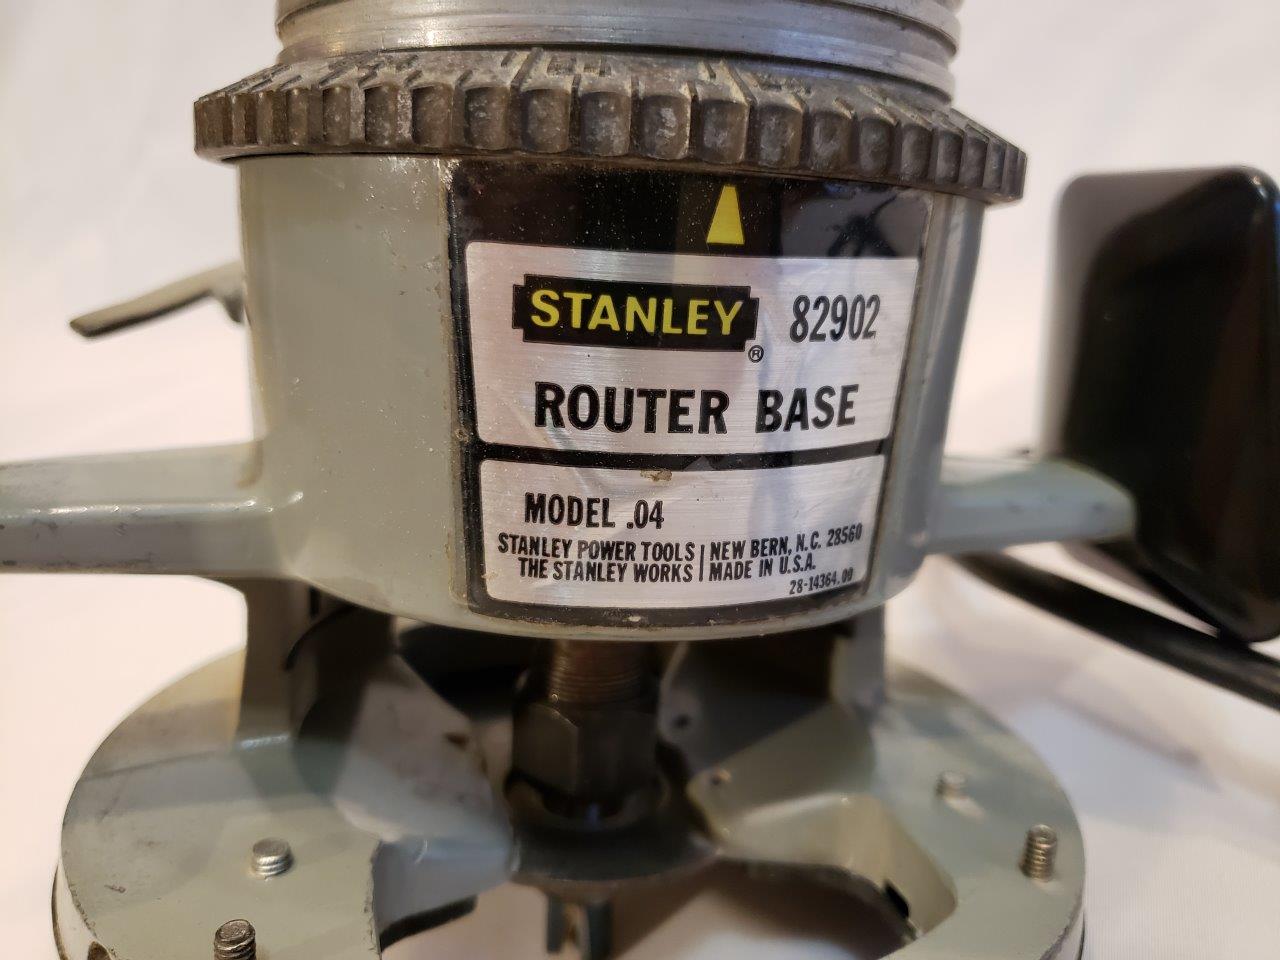 STANLEY® 82902
ROUTER BASE
MODEL .04
STANLEY POWER TOOLS | NEW BERN, N.C. 28560
THE STANLEY WORKS | MADE IN U.S.A.
28-14364.00